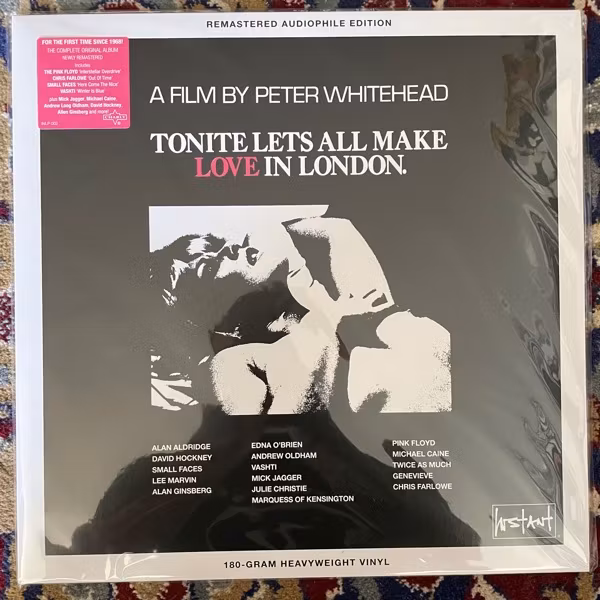 REMASTERED AUDIOPHILE EDITION
FOR THE FIRST TIME SINCE 1968!
THE COMPLETE ORIGINAL ALBUM
NEWLY REMASTERED
Includes
THE PINK FLOYD 'Interstellar Overdrive'
CHRIS FARLOWE 'Out Of Time'
SMALL FACES 'Here Come The Nice'
VASHTI 'Winter Is Blue'
plus Mick Jagger, Michael Caine
Andrew Loog Oldham, David Hockney,
Allen Ginsberg and more
CHARLY
A FILM BY PETER WHITEHEAD
TONITE LETS ALL MAKE
LOVE IN LONDON.
ALAN ALDRIDGE
DAVID HOCKNEY
SMALL FACES
LEE MARVIN
ALAN GINSBERG
EDNA O'BRIEN
ANDREW OLDHAM
VASHTI
MICK JAGGER
JULIE CHRISTIE
MARQUESS OF KENSINGTON
PINK FLOYD
MICHAEL CAINE
TWICE AS MUCH
GENEVIEVE
CHRIS FARLOWE
INSTANT
180-GRAM HEAVYWEIGHT VINYL